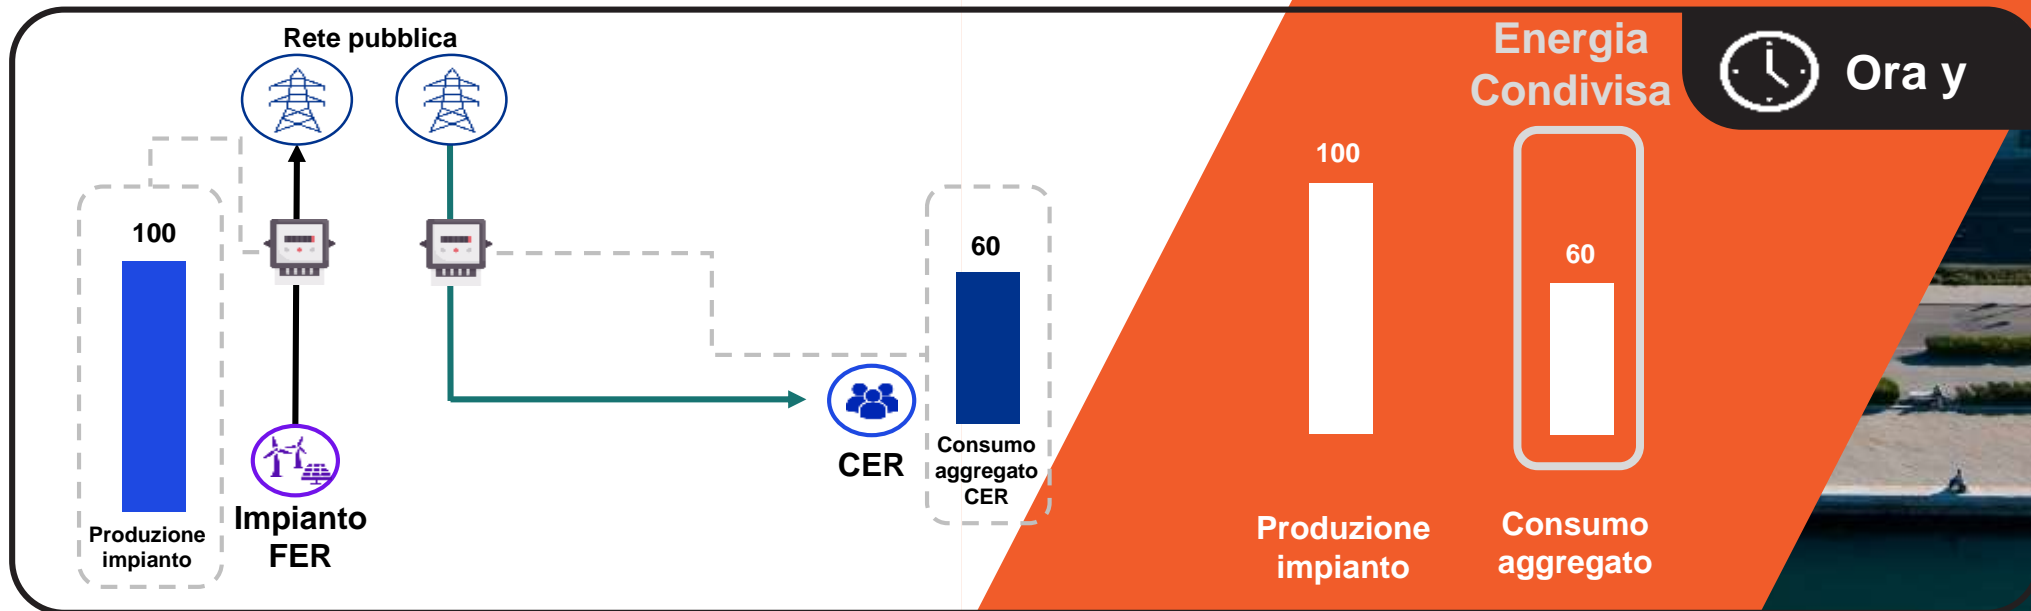 Rete pubblica
100
Produzione
impianto
Impianto
FER
CER
60
Consumo
aggregato
CER
Energia
Condivisa
Ora y
100
60
Produzione
impianto
Consumo
aggregato